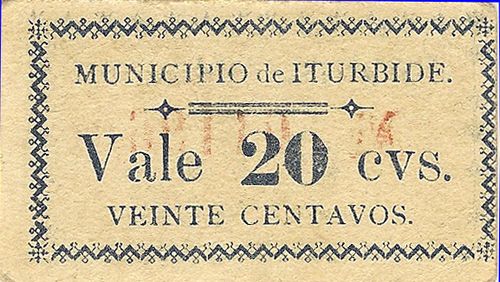 MUNICIPIO de ITURBIDE.
Vale 20 cvs.
VEINTE CENTAVOS.